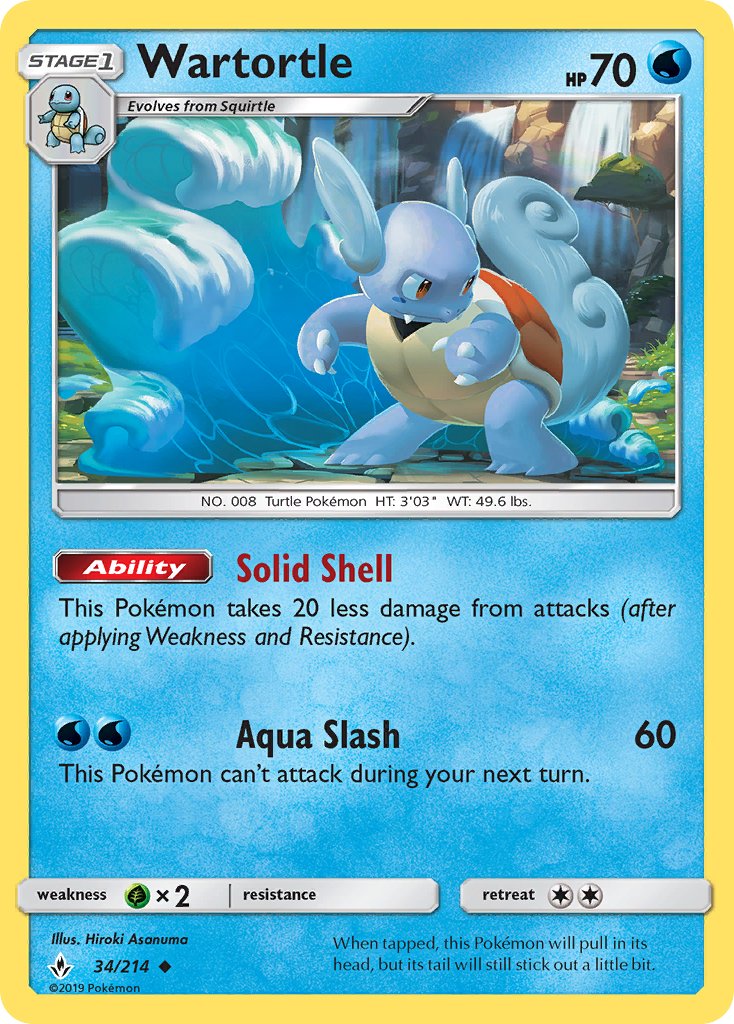 STAGE1
Wartortle
HP 70
Evolves from Squirtle
NO. 008 Turtle Pokémon HT: 3'03" WT: 49.6 lbs.
Ability Solid Shell
This Pokémon takes 20 less damage from attacks (after
applying Weakness and Resistance).
Aqua Slash 60
This Pokémon can't attack during your next turn.
weakness ×2 resistance retreat
Illus. Hiroki Asanuma
34/214
©2019 Pokémon
When tapped, this Pokémon will pull in its
head, but its tail will still stick out a little bit.